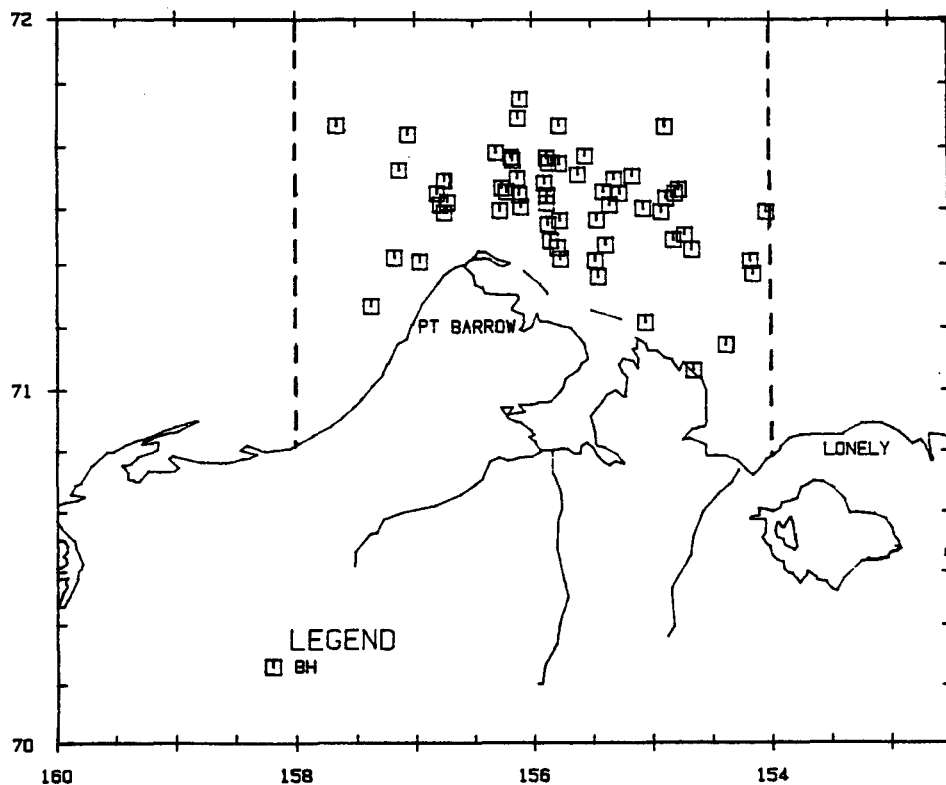 72
PT BARROW
71
LONELY
LEGEND
BH
70
160 158 156 154